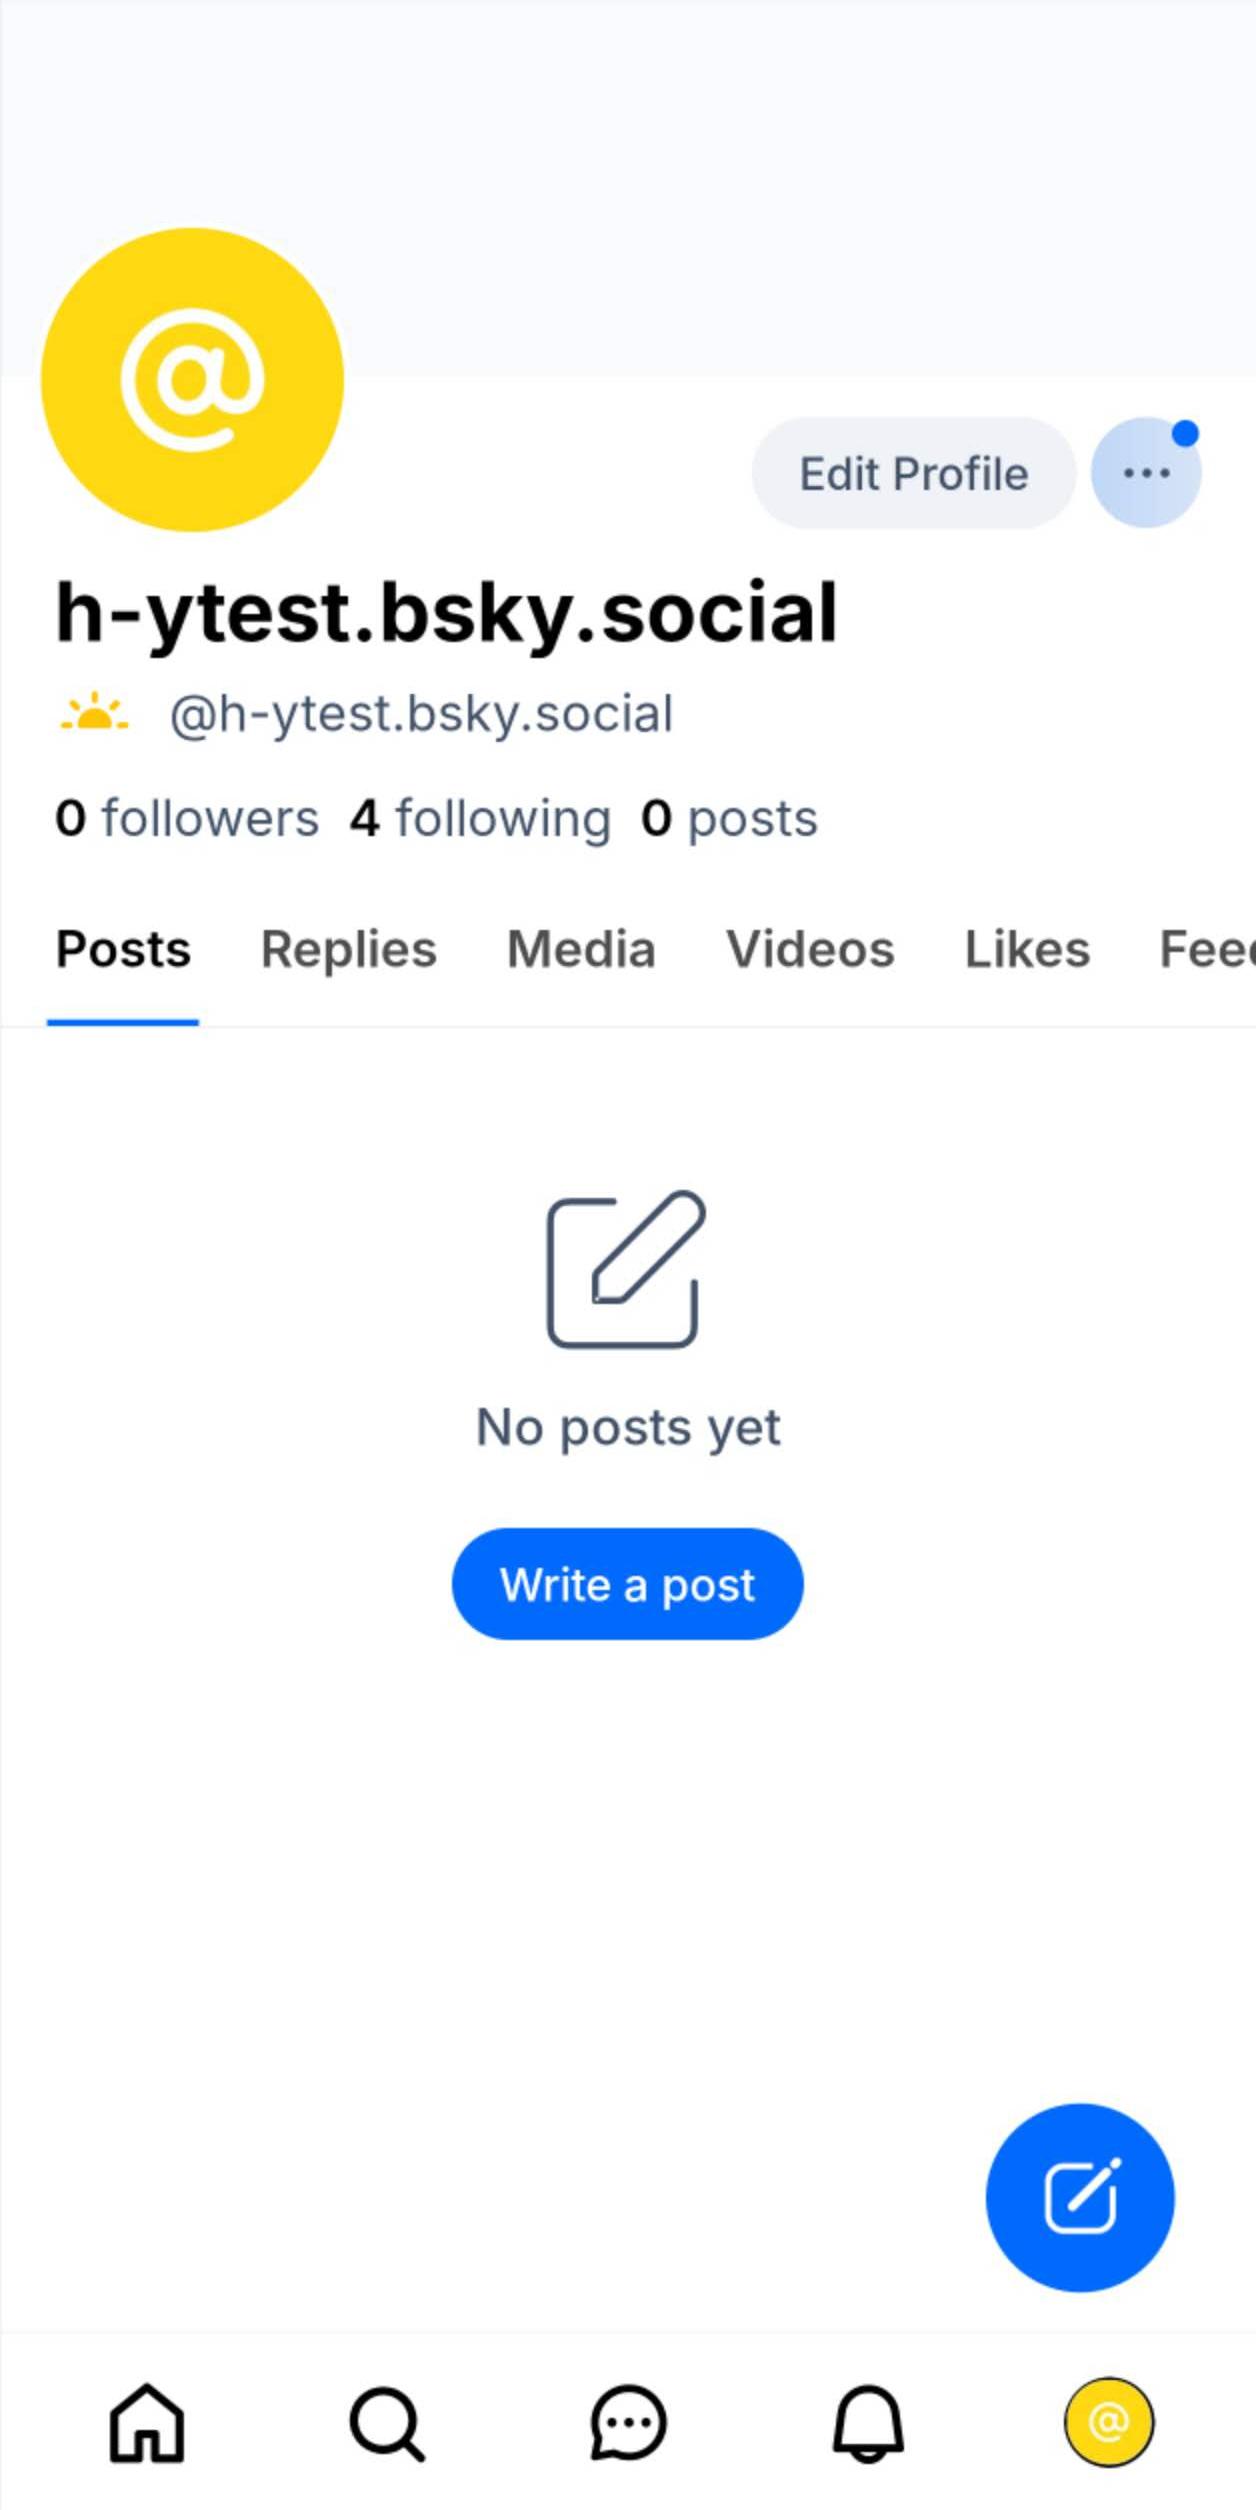 Edit Profile
h-ytest.bsky.social
@h-ytest.bsky.social
0 followers 4 following 0 posts
Posts Replies Media Videos Likes
No posts yet
Write a post